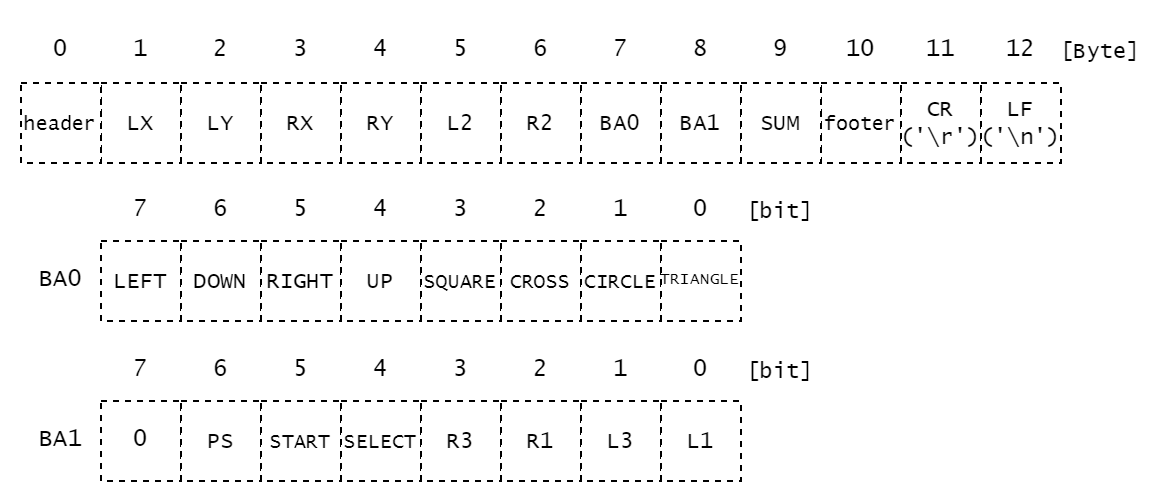 0 1 2 3 4 5 6 7 8 9 10 11 12 [Byte]
header LX LY RX RY L2 R2 BA0 BA1 SUM footer CR ('\r') LF ('\n')
7 6 5 4 3 2 1 0 [bit]
BA0 LEFT DOWN RIGHT UP SQUARE CROSS CIRCLE TRIANGLE
7 6 5 4 3 2 1 0 [bit]
BA1 0 PS START SELECT R3 R1 L3 L1